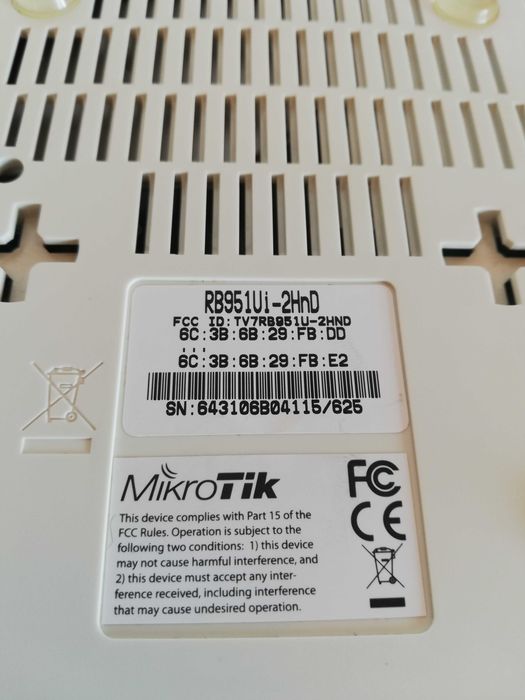 RB951Ui-2HnD
FCC ID:TV7RB951U-2HND
6C:3B:6B:29:FB:DD
...
6C:3B:6B:29:FB:E2
SN:643106B04115/625
MikroTik
FC
CE
This device complies with Part 15 of the
FCC Rules. Operation is subject to the
following two conditions: 1) this device
may not cause harmful interference, and
2) this device must accept any inter-
ference received, including interference
that may cause undesired operation.